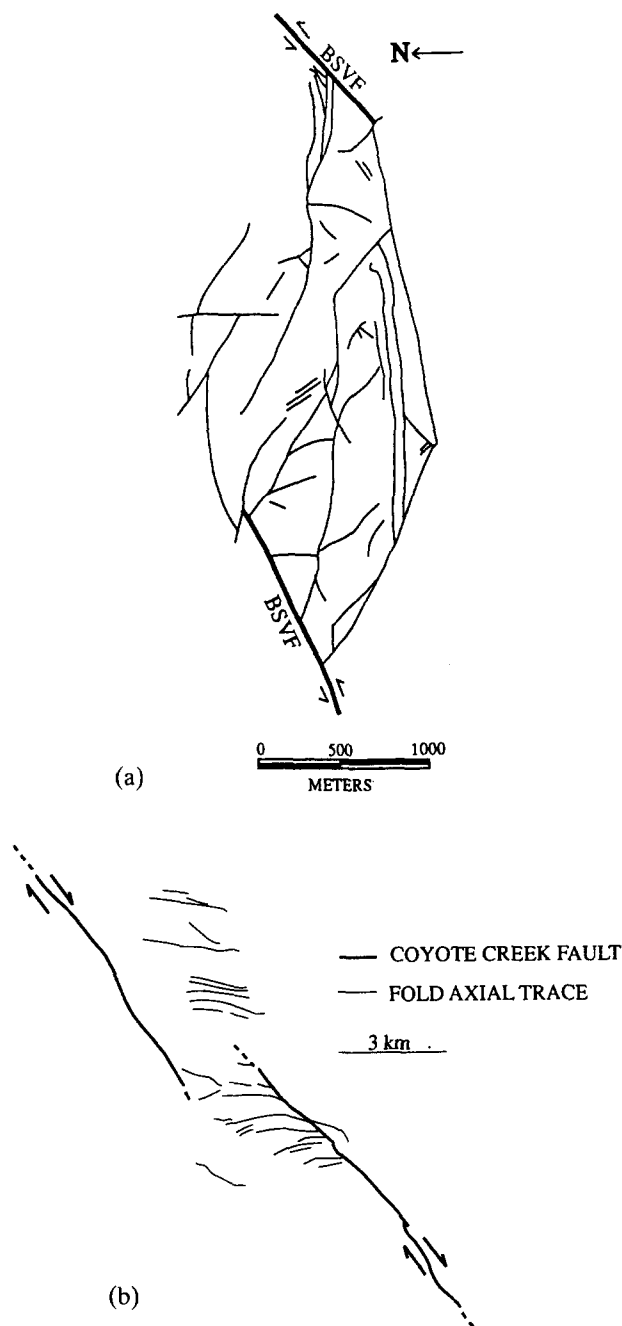 BSVF
N
BSVF
0 500 1000
METERS
(a)
COYOTE CREEK FAULT
FOLD AXIAL TRACE
3 km
(b)